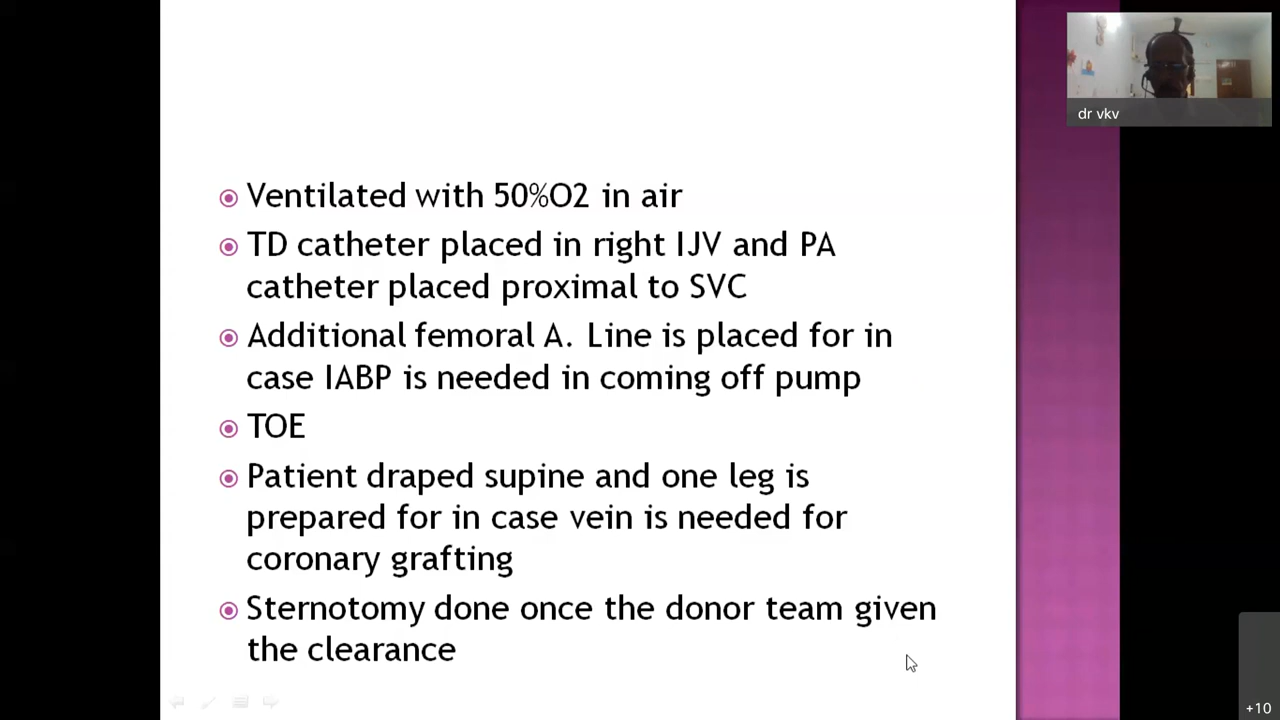 Ventilated with 50%O2 in air
TD catheter placed in right IJV and PA
catheter placed proximal to SVC
Additional femoral A. Line is placed for in
case IABP is needed in coming off pump
TOE
Patient draped supine and one leg is
prepared for in case vein is needed for
coronary grafting
Sternotomy done once the donor team given
the clearance
dr vkv
+10